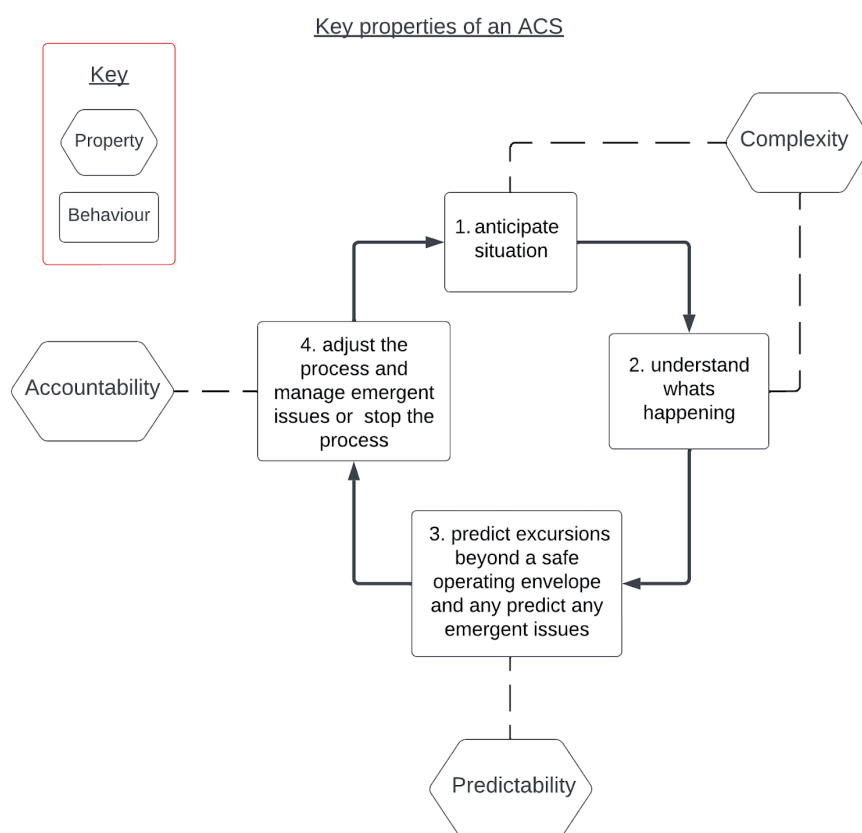 Key properties of an ACS
Key
Property
Behaviour
Complexity
1. anticipate
situation
2. understand
whats
happening
3. predict excursions
beyond a safe
operating envelope
and any predict any
emergent issues
4. adjust the
process and
manage emergent
issues or  stop the
process
Accountability
Predictability